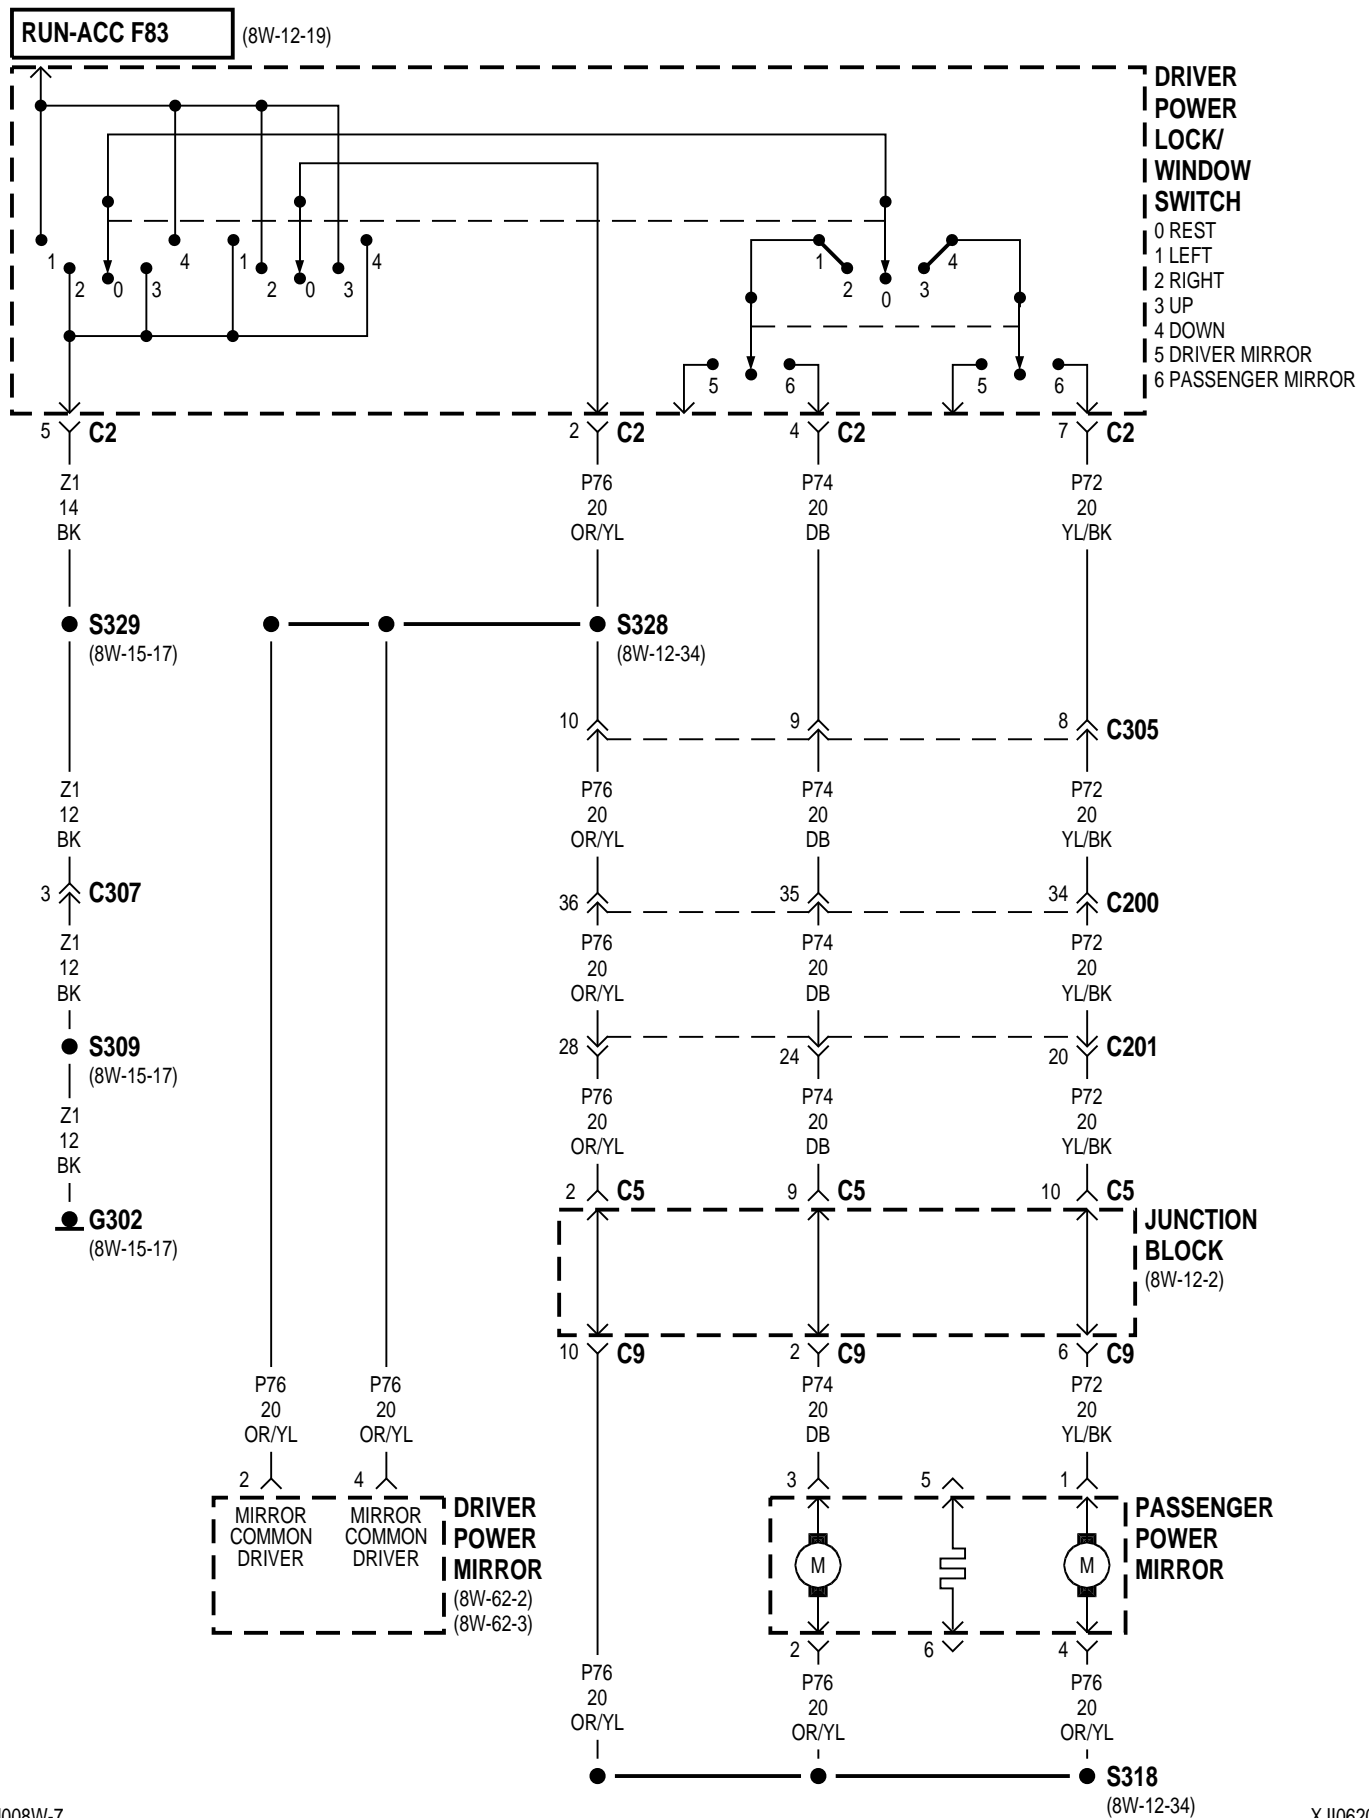 RUN-ACC F83 (8W-12-19)
DRIVER
POWER
LOCK/
WINDOW
SWITCH
0 REST
1 LEFT
2 RIGHT
3 UP
4 DOWN
5 DRIVER MIRROR
6 PASSENGER MIRROR
1 2 0 3 4 1 2 0 3 4 1 2 0 3 4
5 6 5 6
5 C2 2 C2 4 C2 7 C2
Z1 P76 P74 P72
14 20 20 20
BK OR/YL DB YL/BK
S329 S328
(8W-15-17) (8W-12-34)
10 9 8 C305
Z1 P76 P74 P72
12 20 20 20
BK OR/YL DB YL/BK
3 C307 36 35 34 C200
Z1 P76 P74 P72
12 20 20 20
BK OR/YL DB YL/BK
S309 28 24 20 C201
(8W-15-17)
Z1 P76 P74 P72
12 20 20 20
BK OR/YL DB YL/BK
2 C5 9 C5 10 C5
G302
(8W-15-17)
JUNCTION
BLOCK
(8W-12-2)
10 C9 2 C9 6 C9
P76 P76 P74 P72
20 20 20 20
OR/YL OR/YL DB YL/BK
2 4 3 5 1
MIRROR MIRROR
COMMON COMMON
DRIVER DRIVER
DRIVER
POWER
MIRROR
(8W-62-2)
(8W-62-3)
M M
PASSENGER
POWER
MIRROR
2 6 4
P76 P76 P76
20 20 20
OR/YL OR/YL OR/YL
S318
(8W-12-34)